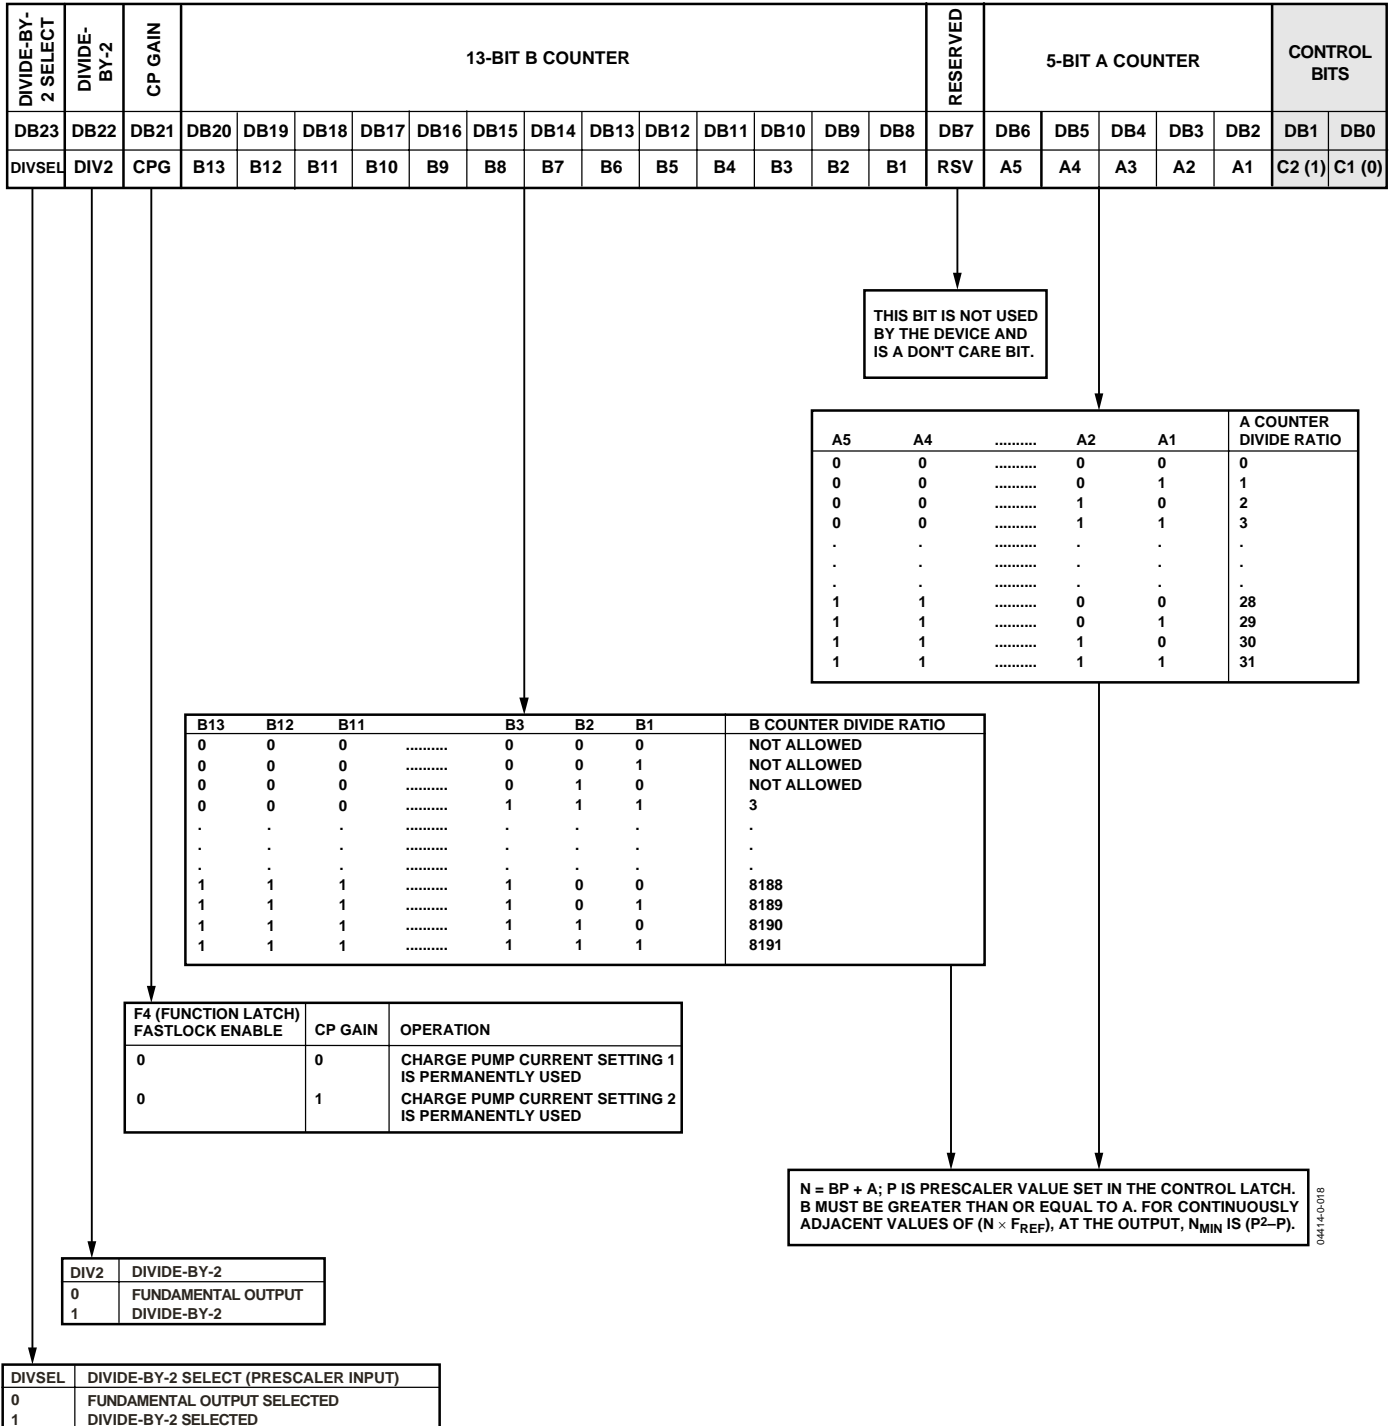 DIVIDE-BY-
2 SELECT
DIVIDE-
BY-2
CP GAIN
13-BIT B COUNTER
RESERVED
5-BIT A COUNTER
CONTROL
BITS
DB23 DB22 DB21 DB20 DB19 DB18 DB17 DB16 DB15 DB14 DB13 DB12 DB11 DB10 DB9 DB8 DB7 DB6 DB5 DB4 DB3 DB2 DB1 DB0
DIVSEL DIV2 CPG B13 B12 B11 B10 B9 B8 B7 B6 B5 B4 B3 B2 B1 RSV A5 A4 A3 A2 A1 C2 (1) C1 (0)
THIS BIT IS NOT USED
BY THE DEVICE AND
IS A DON'T CARE BIT.
A COUNTER
A5 A4 .......... A2 A1 DIVIDE RATIO
0 0 .......... 0 0 0
0 0 .......... 0 1 1
0 0 .......... 1 0 2
0 0 .......... 1 1 3
. . .......... . . .
. . .......... . . .
. . .......... . . .
1 1 .......... 0 0 28
1 1 .......... 0 1 29
1 1 .......... 1 0 30
1 1 .......... 1 1 31
B13 B12 B11 B3 B2 B1 B COUNTER DIVIDE RATIO
0 0 0 .......... 0 0 0 NOT ALLOWED
0 0 0 .......... 0 0 1 NOT ALLOWED
0 0 0 .......... 0 1 0 NOT ALLOWED
0 0 0 .......... 1 1 1 3
. . . .......... . . . .
. . . .......... . . . .
. . . .......... . . . .
1 1 1 .......... 1 0 0 8188
1 1 1 .......... 1 0 1 8189
1 1 1 .......... 1 1 0 8190
1 1 1 .......... 1 1 1 8191
F4 (FUNCTION LATCH)
FASTLOCK ENABLE CP GAIN OPERATION
0 0 CHARGE PUMP CURRENT SETTING 1
IS PERMANENTLY USED
0 1 CHARGE PUMP CURRENT SETTING 2
IS PERMANENTLY USED
N = BP + A; P IS PRESCALER VALUE SET IN THE CONTROL LATCH.
B MUST BE GREATER THAN OR EQUAL TO A. FOR CONTINUOUSLY
ADJACENT VALUES OF (N × FREF), AT THE OUTPUT, NMIN IS (P2–P).
04414-0-018
DIV2 DIVIDE-BY-2
0 FUNDAMENTAL OUTPUT
1 DIVIDE-BY-2
DIVSEL DIVIDE-BY-2 SELECT (PRESCALER INPUT)
0 FUNDAMENTAL OUTPUT SELECTED
1 DIVIDE-BY-2 SELECTED